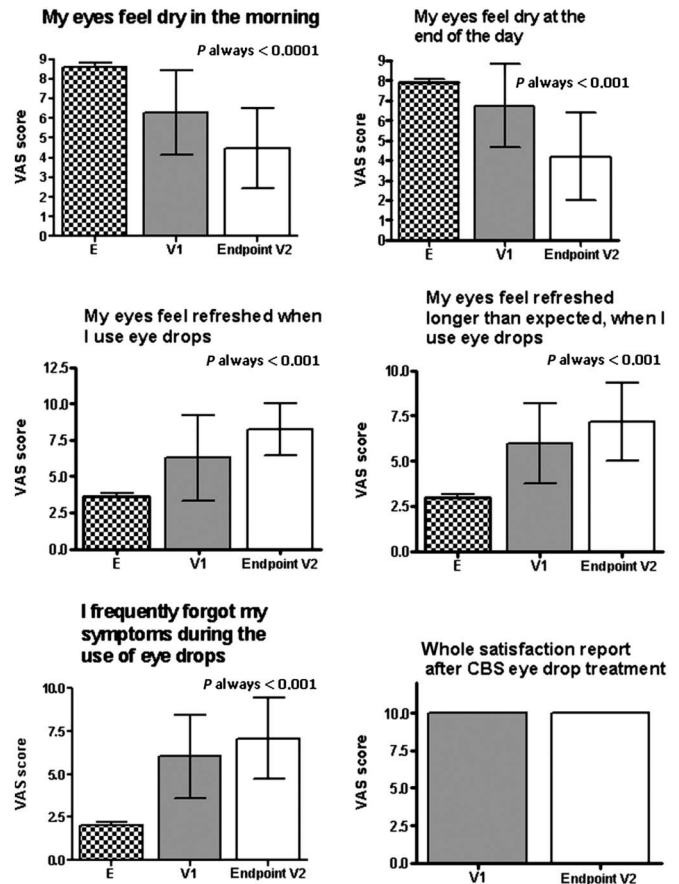 My eyes feel dry in the morning
P always < 0.0001
VAS score
9
8
7
6
5
4
3
2
1
0
E
V1
Endpoint V2
My eyes feel dry at the
end of the day
P always < 0.001
VAS score
9
8
7
6
5
4
3
2
1
0
E
V1
Endpoint V2
My eyes feel refreshed when
I use eye drops
P always < 0.001
VAS score
12.5
10.0
7.5
5.0
2.5
0.0
E
V1
Endpoint V2
My eyes feel refreshed
longer than expected, when I
use eye drops
P always < 0.001
VAS score
10.0
7.5
5.0
2.5
0.0
E
V1
Endpoint V2
I frequently forgot my
symptoms during the
use of eye drops
P always < 0.001
VAS score
10.0
7.5
5.0
2.5
0.0
E
V1
Endpoint V2
Whole satisfaction report
after CBS eye drop treatment
VAS score
10.0
7.5
5.0
2.5
0.0
V1
Endpoint V2